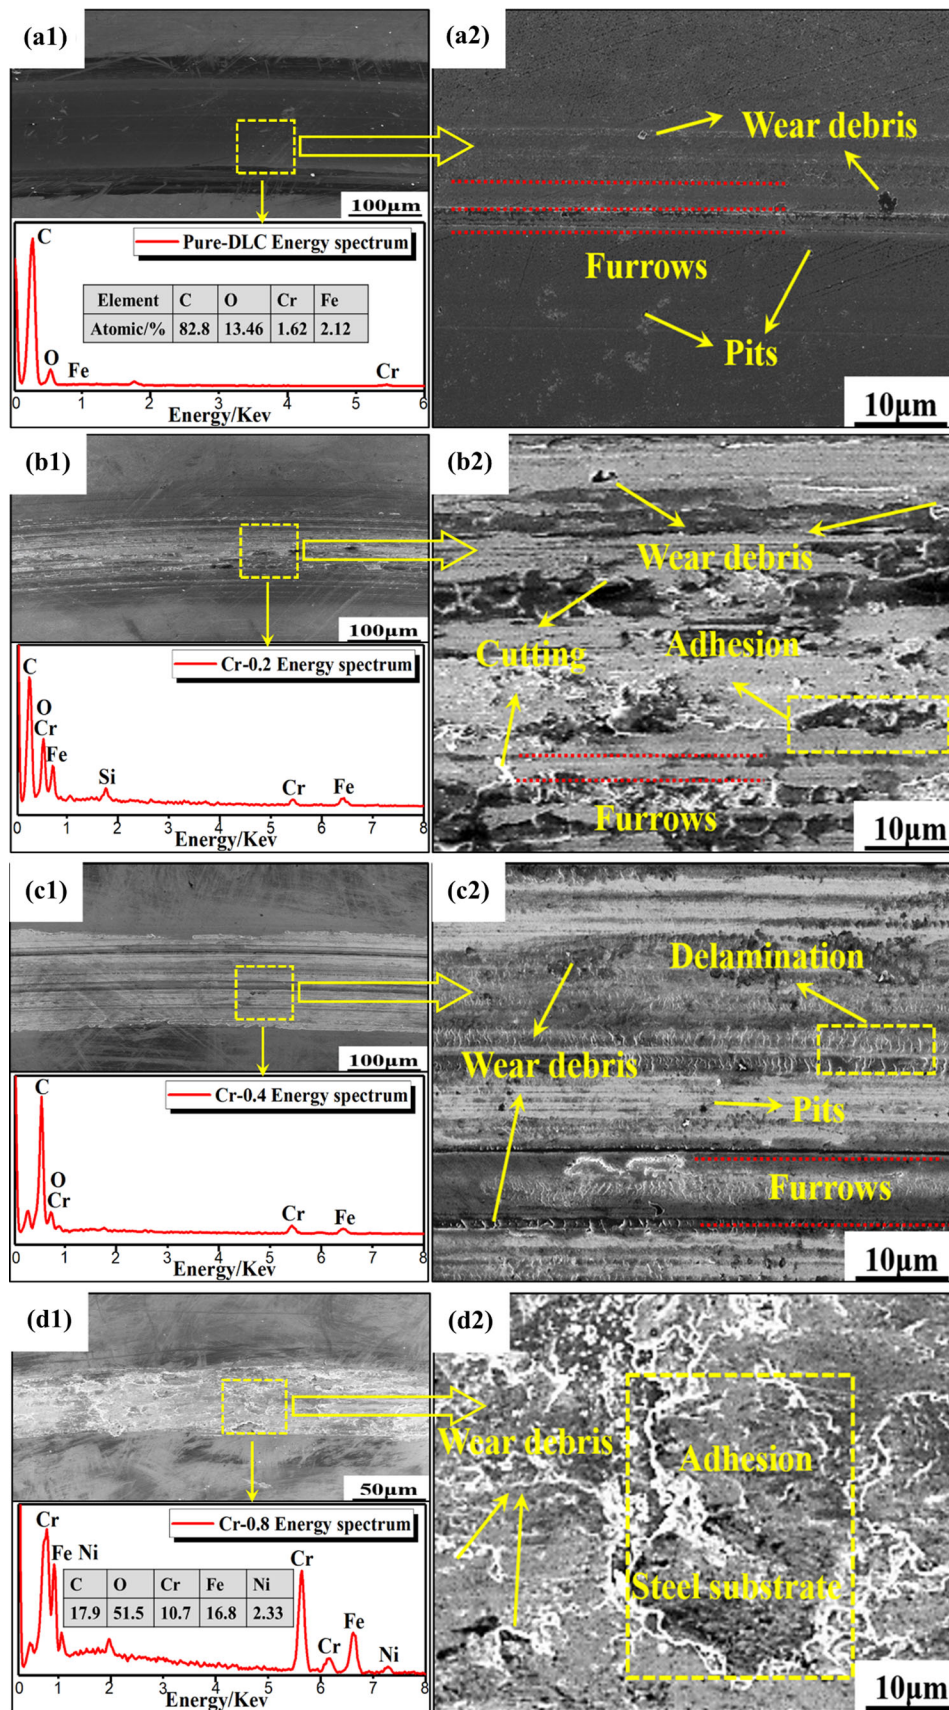 (a1)
100μm
(a2)
Wear debris
Furrows
Pits
10μm
Pure-DLC Energy spectrum
C
Element C O Cr Fe
Atomic/% 82.8 13.46 1.62 2.12
O
Fe
Cr
0 1 2 3 4 5 6
Energy/Kev
(b1)
100μm
(b2)
Wear debris
Cutting
Adhesion
Furrows
10μm
Cr-0.2 Energy spectrum
C
O
Cr
Fe
Si
Cr
Fe
0 1 2 3 4 5 6 7 8
Energy/Kev
(c1)
100μm
(c2)
Delamination
Wear debris
Pits
Furrows
10μm
Cr-0.4 Energy spectrum
C
O
Cr
Cr
Fe
0 1 2 3 4 5 6 7 8
Energy/Kev
(d1)
50μm
(d2)
Wear debris
Adhesion
Steel substrate
10μm
Cr-0.8 Energy spectrum
Cr
Fe Ni
C O Cr Fe Ni
17.9 51.5 10.7 16.8 2.33
Cr
Cr
Fe
Ni
0 1 2 3 4 5 6 7 8
Energy/Kev